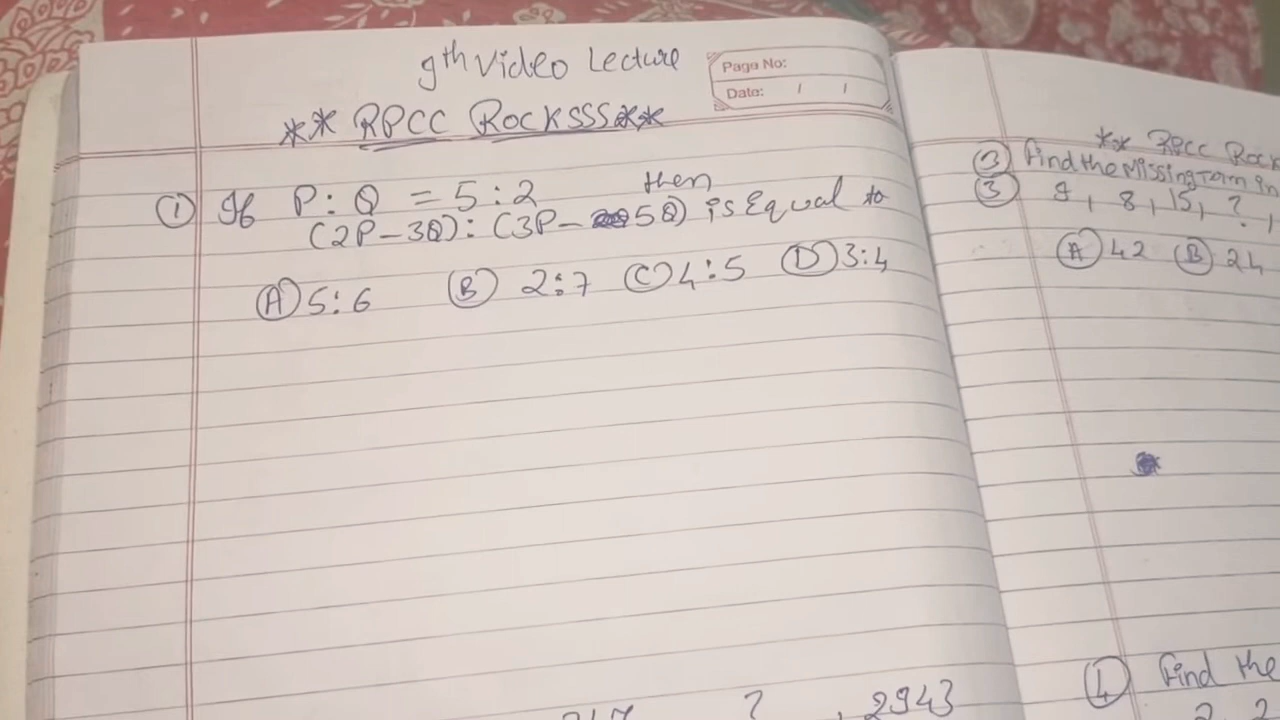 9th Video Lecture
Page No:
Date: / /
** RPCC ROCKSSS**
① If P : Q = 5 : 2 then
(2P - 3Q) : (3P - 5Q) is Equal to
Ⓐ 5 : 6 Ⓑ 2 : 7 Ⓒ 4 : 5 Ⓓ 3 : 4
? , 2943
** RPCC Rock
Find the Missing Term in
③ 9, 8, 15, ?,
Ⓐ 42 Ⓑ 24
④ Find the